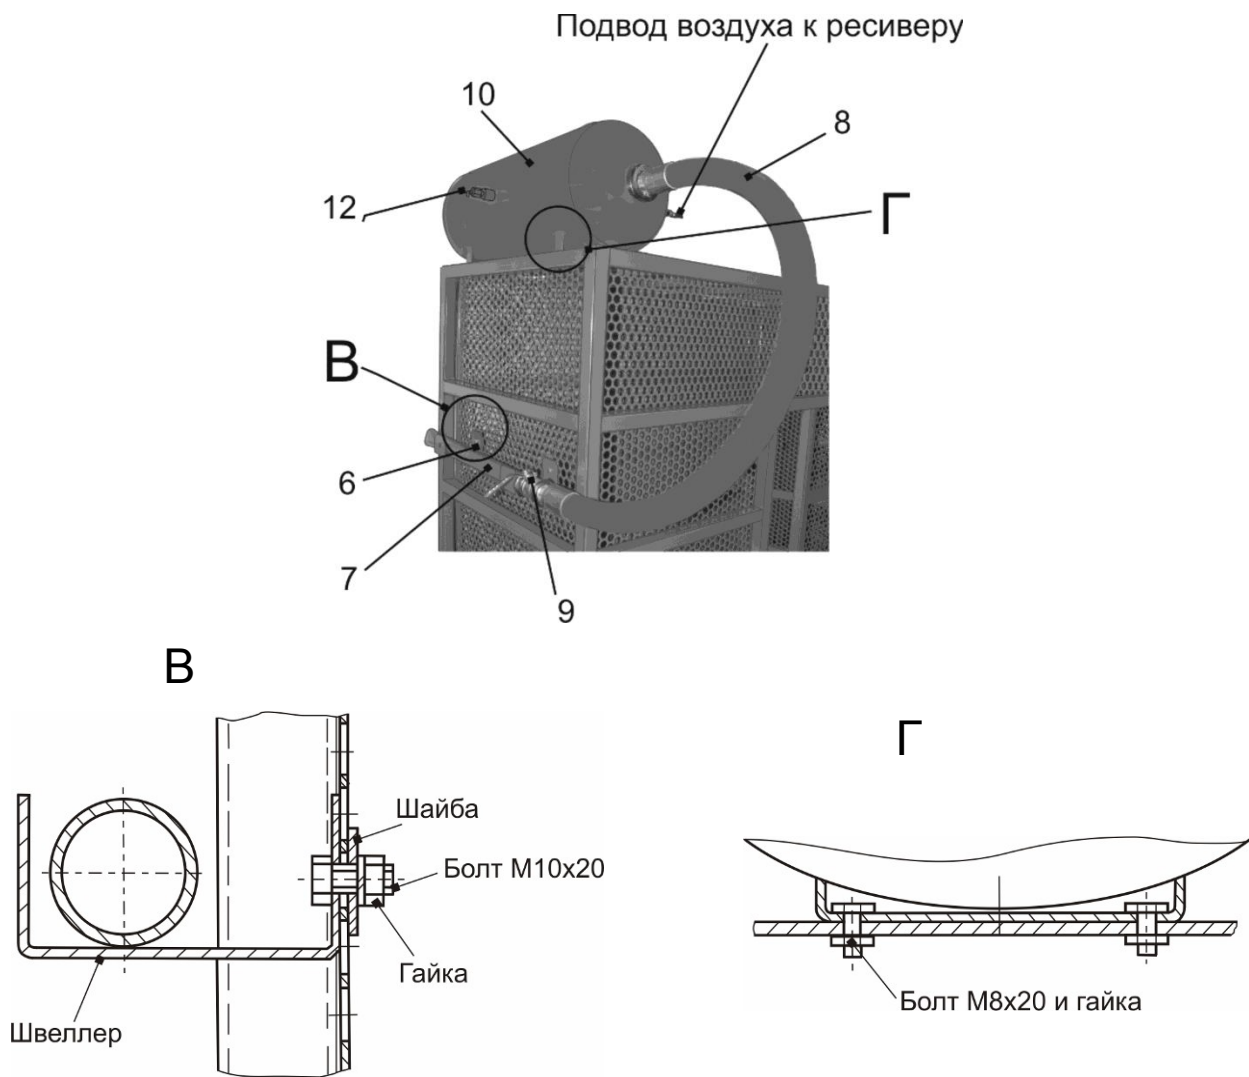 Подвод воздуха к ресиверу
10
8
12
Г
В
6
7
9
В
Г
Шайба
Болт М10х20
Гайка
Швеллер
Болт М8х20 и гайка